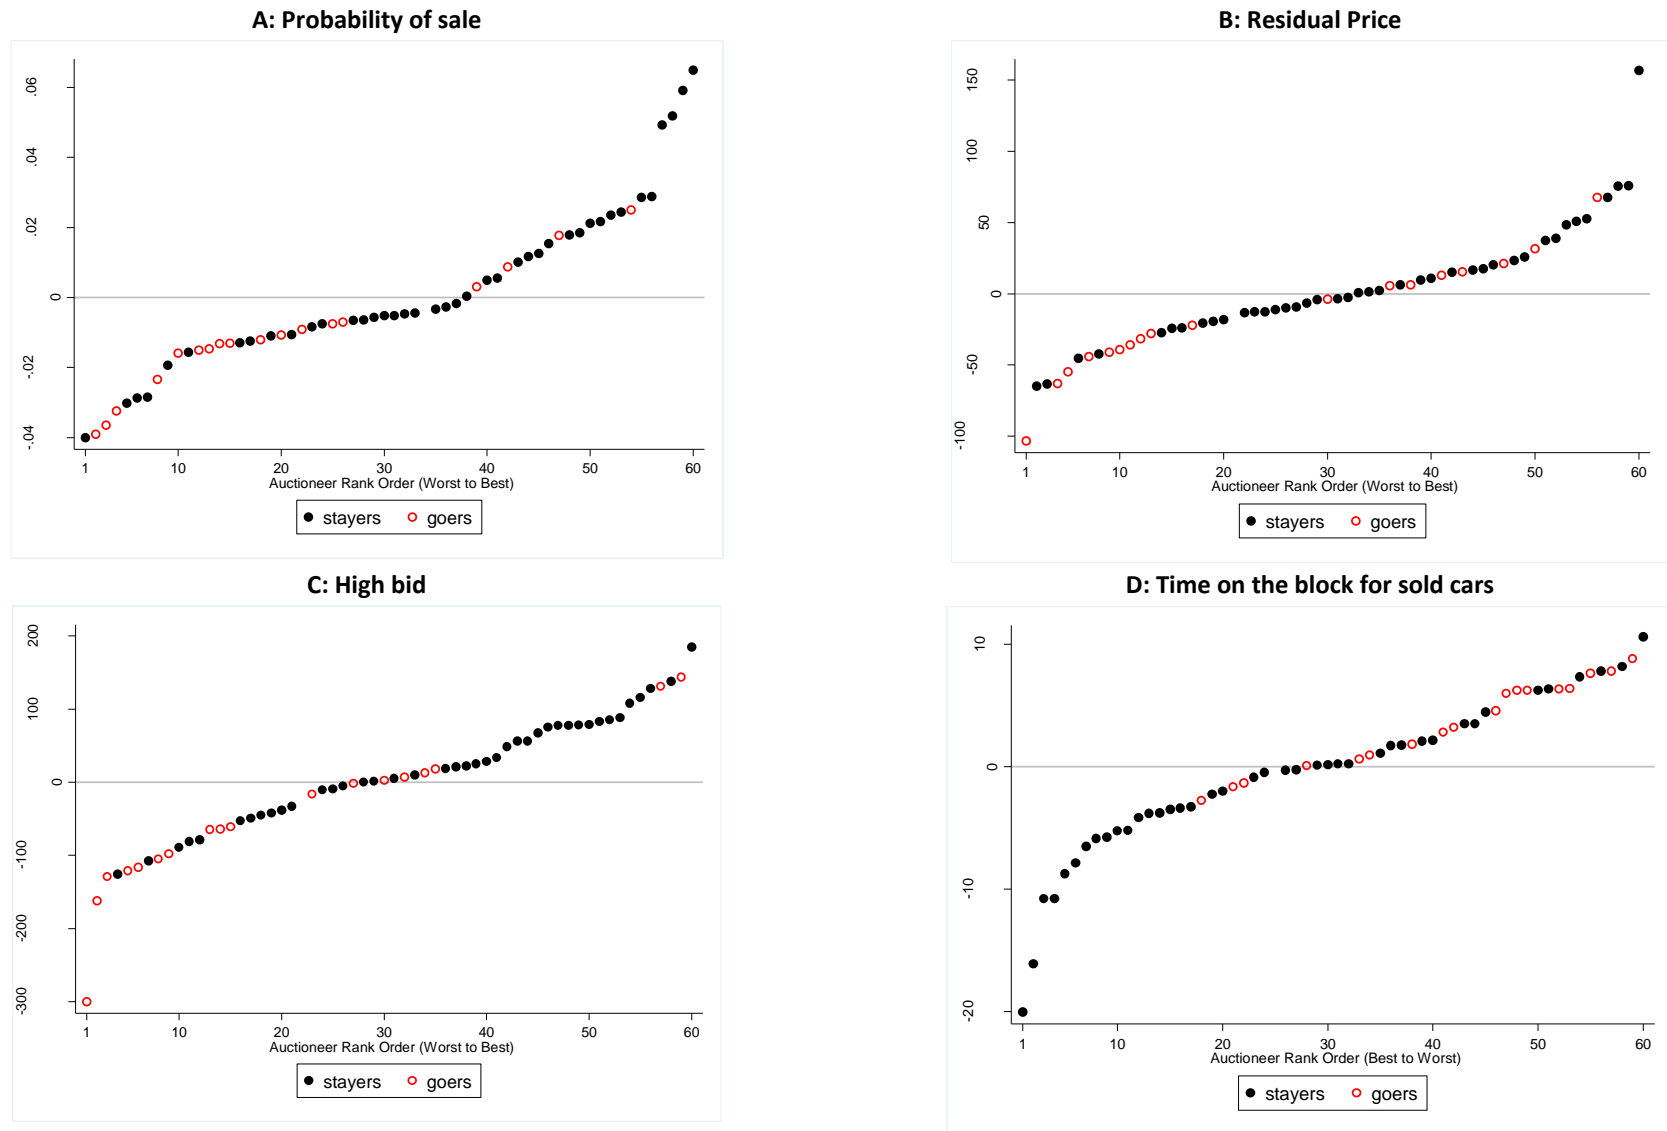 A: Probability of sale
.06
.04
.02
0
-.02
-.04
1 10 20 30 40 50 60
Auctioneer Rank Order (Worst to Best)
stayers goers
B: Residual Price
150
100
50
0
-50
-100
1 10 20 30 40 50 60
Auctioneer Rank Order (Worst to Best)
stayers goers
C: High bid
200
100
0
-100
-200
-300
1 10 20 30 40 50 60
Auctioneer Rank Order (Worst to Best)
stayers goers
D: Time on the block for sold cars
10
0
-10
-20
1 10 20 30 40 50 60
Auctioneer Rank Order (Best to Worst)
stayers goers